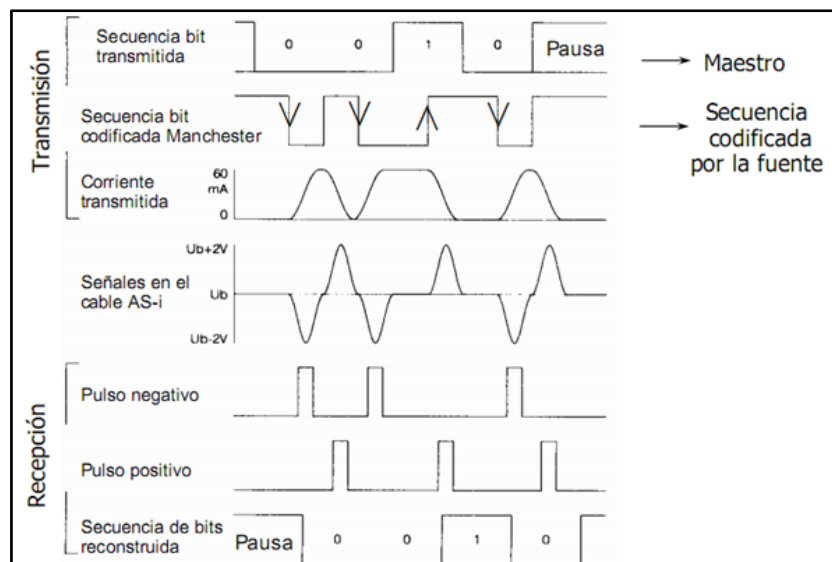 Transmisión
Secuencia bit
transmitida
0 0 1 0 Pausa
Maestro
Secuencia bit
codificada Manchester
Secuencia
codificada
por la fuente
Corriente
transmitida
60
mA
0
Señales en el
cable AS-i
Ub+2V
Ub
Ub-2V
Recepción
Pulso negativo
Pulso positivo
Secuencia de bits
reconstruida
Pausa 0 0 1 0